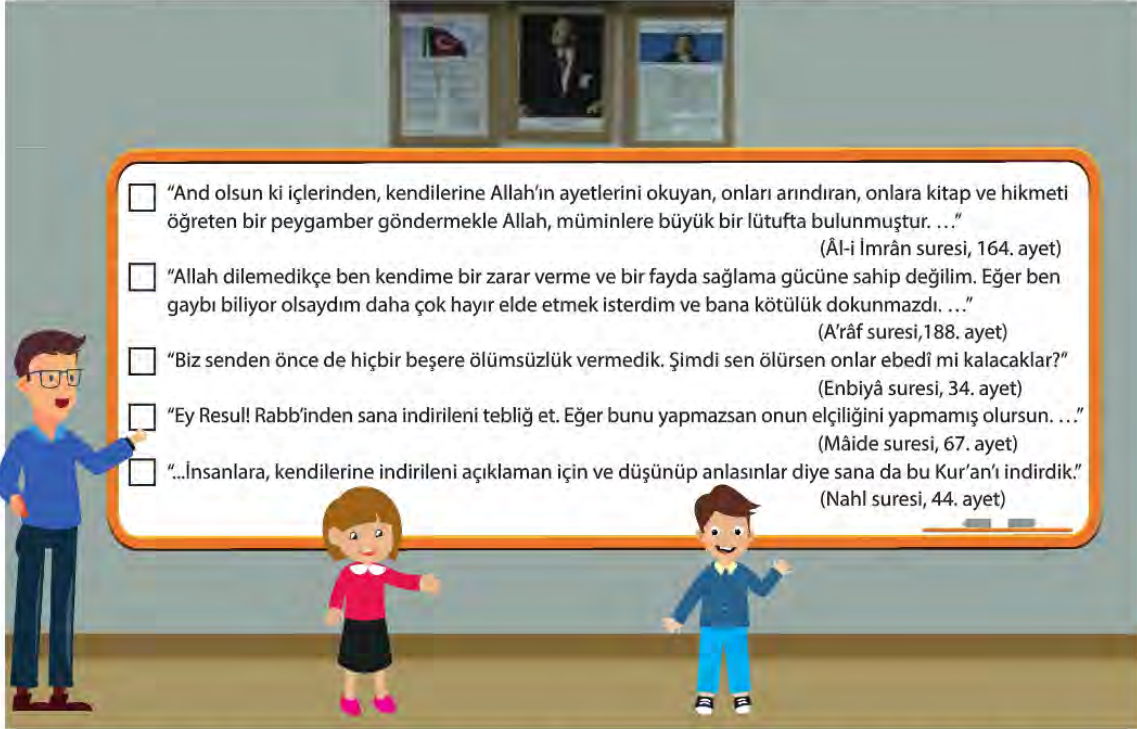 “And olsun ki içlerinden, kendilerine Allah’ın ayetlerini okuyan, onları arındıran, onlara kitap ve hikmeti
öğreten bir peygamber göndermekle Allah, müminlere büyük bir lütufta bulunmuştur. …”
(Âl-i İmrân suresi, 164. ayet)
“Allah dilemedikçe ben kendime bir zarar verme ve bir fayda sağlama gücüne sahip değilim. Eğer ben
gaybı biliyor olsaydım daha çok hayır elde etmek isterdim ve bana kötülük dokunmazdı. …”
(A’râf suresi,188. ayet)
“Biz senden önce de hiçbir beşere ölümsüzlük vermedik. Şimdi sen ölürsen onlar ebedî mi kalacaklar?”
(Enbiyâ suresi, 34. ayet)
“Ey Resul! Rabb’inden sana indirileni tebliğ et. Eğer bunu yapmazsan onun elçiliğini yapmamış olursun. …”
(Mâide suresi, 67. ayet)
“...İnsanlara, kendilerine indirileni açıklaman için ve düşünüp anlasınlar diye sana da bu Kur’an’ı indirdik.”
(Nahl suresi, 44. ayet)